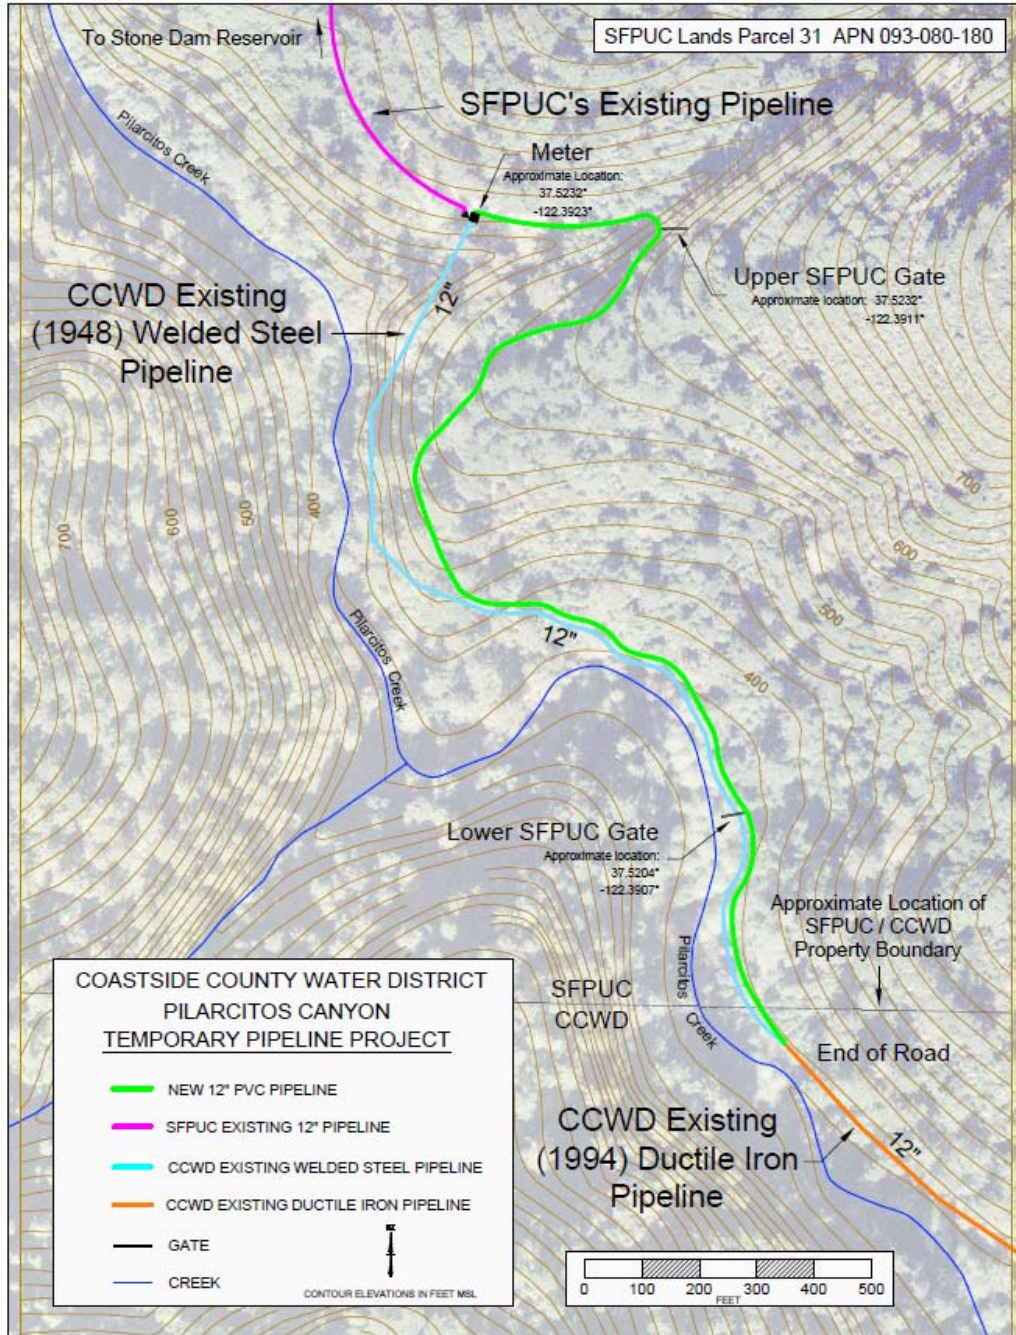 To Stone Dam Reservoir
SFPUC Lands Parcel 31 APN 093-080-180
SFPUC's Existing Pipeline
Pilarcitos Creek
Meter
Approximate Location:
37.5232°
-122.3923°
Upper SFPUC Gate
Approximate location: 37.5232°
-122.3911°
CCWD Existing
(1948) Welded Steel
Pipeline
12"
700
600
500
400
700
600
500
400
Pilarcitos Creek
12"
Lower SFPUC Gate
Approximate location:
37.5204°
-122.3907°
Approximate Location of
SFPUC / CCWD
Property Boundary
Pilarcitos Creek
SFPUC
CCWD
End of Road
CCWD Existing
(1994) Ductile Iron
Pipeline
12"
COASTSIDE COUNTY WATER DISTRICT
PILARCITOS CANYON
TEMPORARY PIPELINE PROJECT
NEW 12" PVC PIPELINE
SFPUC EXISTING 12" PIPELINE
CCWD EXISTING WELDED STEEL PIPELINE
CCWD EXISTING DUCTILE IRON PIPELINE
GATE
CREEK
CONTOUR ELEVATIONS IN FEET MSL
0 100 200 300 400 500
FEET